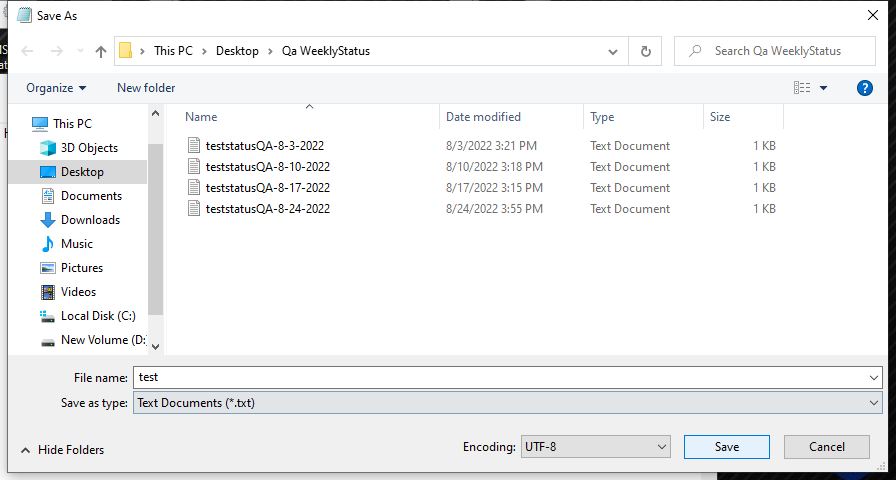 Save As
This PC > Desktop > Qa WeeklyStatus
Search Qa WeeklyStatus
Organize New folder
?
Name Date modified Type Size
This PC
3D Objects
Desktop
Documents
Downloads
Music
Pictures
Videos
Local Disk (C:)
New Volume (D:
teststatusQA-8-3-2022 8/3/2022 3:21 PM Text Document 1 KB
teststatusQA-8-10-2022 8/10/2022 3:18 PM Text Document 1 KB
teststatusQA-8-17-2022 8/17/2022 3:15 PM Text Document 1 KB
teststatusQA-8-24-2022 8/24/2022 3:55 PM Text Document 1 KB
File name: test
Save as type: Text Documents (*.txt)
Hide Folders
Encoding: UTF-8 Save Cancel